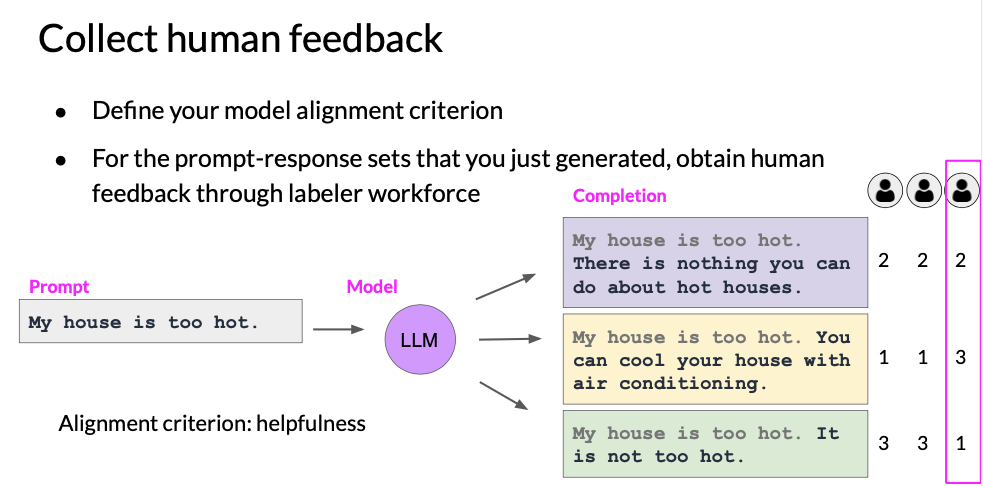 Collect human feedback
● Define your model alignment criterion
● For the prompt-response sets that you just generated, obtain human
feedback through labeler workforce
Prompt
My house is too hot.
Model
LLM
Alignment criterion: helpfulness
Completion
My house is too hot.
There is nothing you can
do about hot houses.
2 2 2
My house is too hot. You
can cool your house with
air conditioning.
1 1 3
My house is too hot. It
is not too hot.
3 3 1